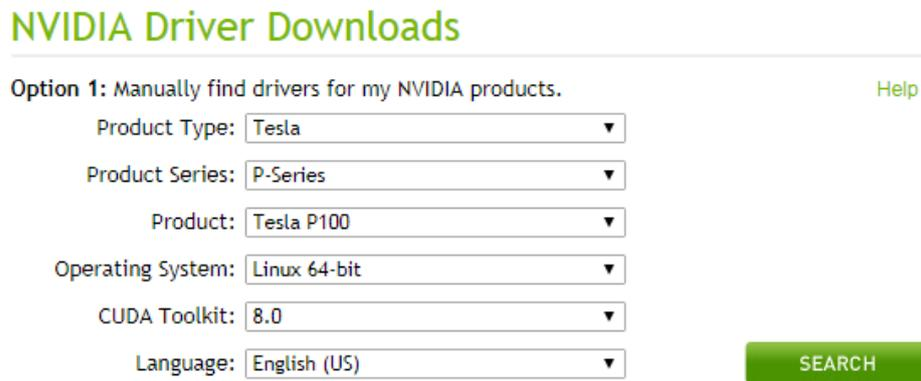 NVIDIA Driver Downloads
Option 1: Manually find drivers for my NVIDIA products. Help
Product Type: Tesla
Product Series: P-Series
Product: Tesla P100
Operating System: Linux 64-bit
CUDA Toolkit: 8.0
Language: English (US) SEARCH